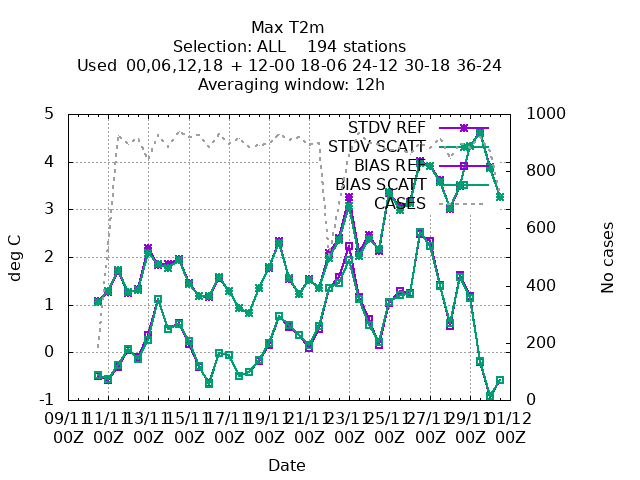 Max T2m
Selection: ALL    194 stations
Used  00,06,12,18  + 12-00 18-06 24-12 30-18 36-24
Averaging window: 12h
5 1000
STDV REF
STDV SCATT
BIAS REF
BIAS SCATT
CASES
4 800
3 600
2
1 400
0 200
-1 0
deg C
No cases
09/11 11/11 13/11 15/11 17/11 19/11 21/11 23/11 25/11 27/11 29/11 01/12
00Z 00Z 00Z 00Z 00Z 00Z 00Z 00Z 00Z 00Z 00Z 00Z
Date